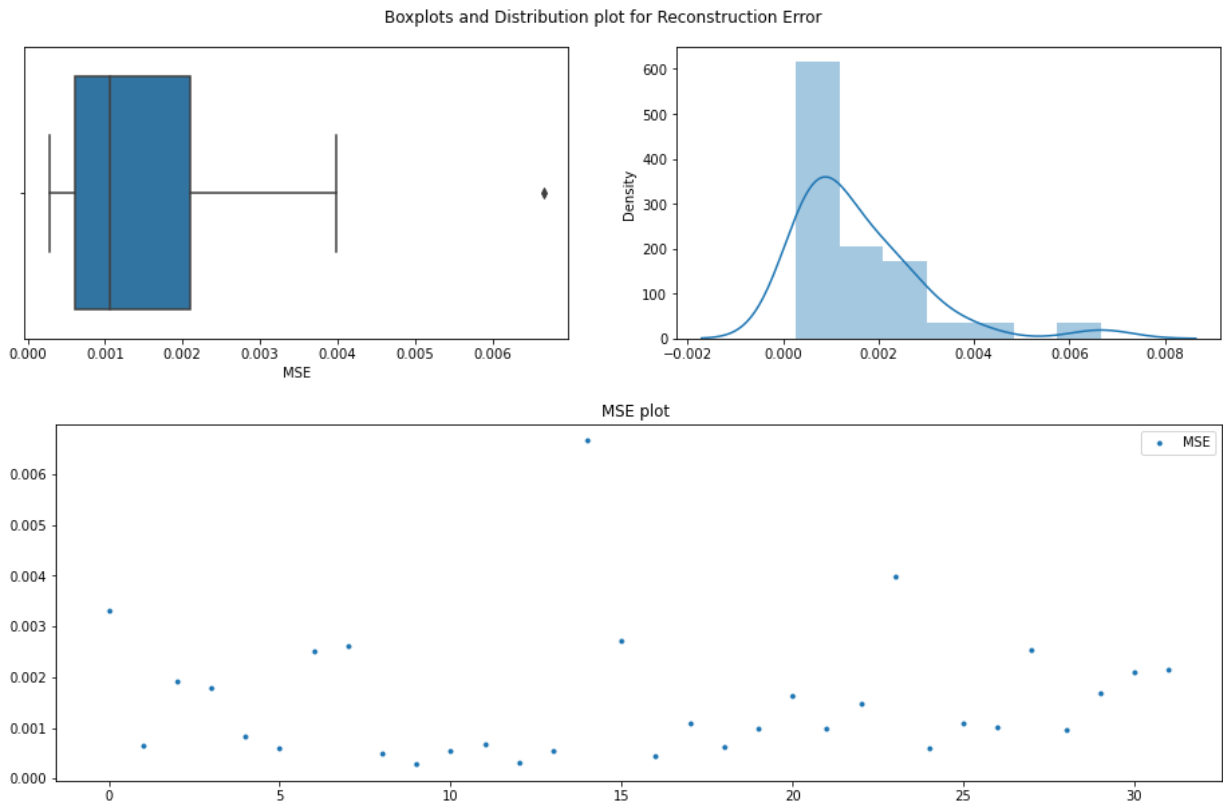 Boxplots and Distribution plot for Reconstruction Error
0.000 0.001 0.002 0.003 0.004 0.005 0.006
MSE
600
500
400
300
200
100
0
Density
−0.002 0.000 0.002 0.004 0.006 0.008
MSE plot
MSE
0.006
0.005
0.004
0.003
0.002
0.001
0.000
0 5 10 15 20 25 30